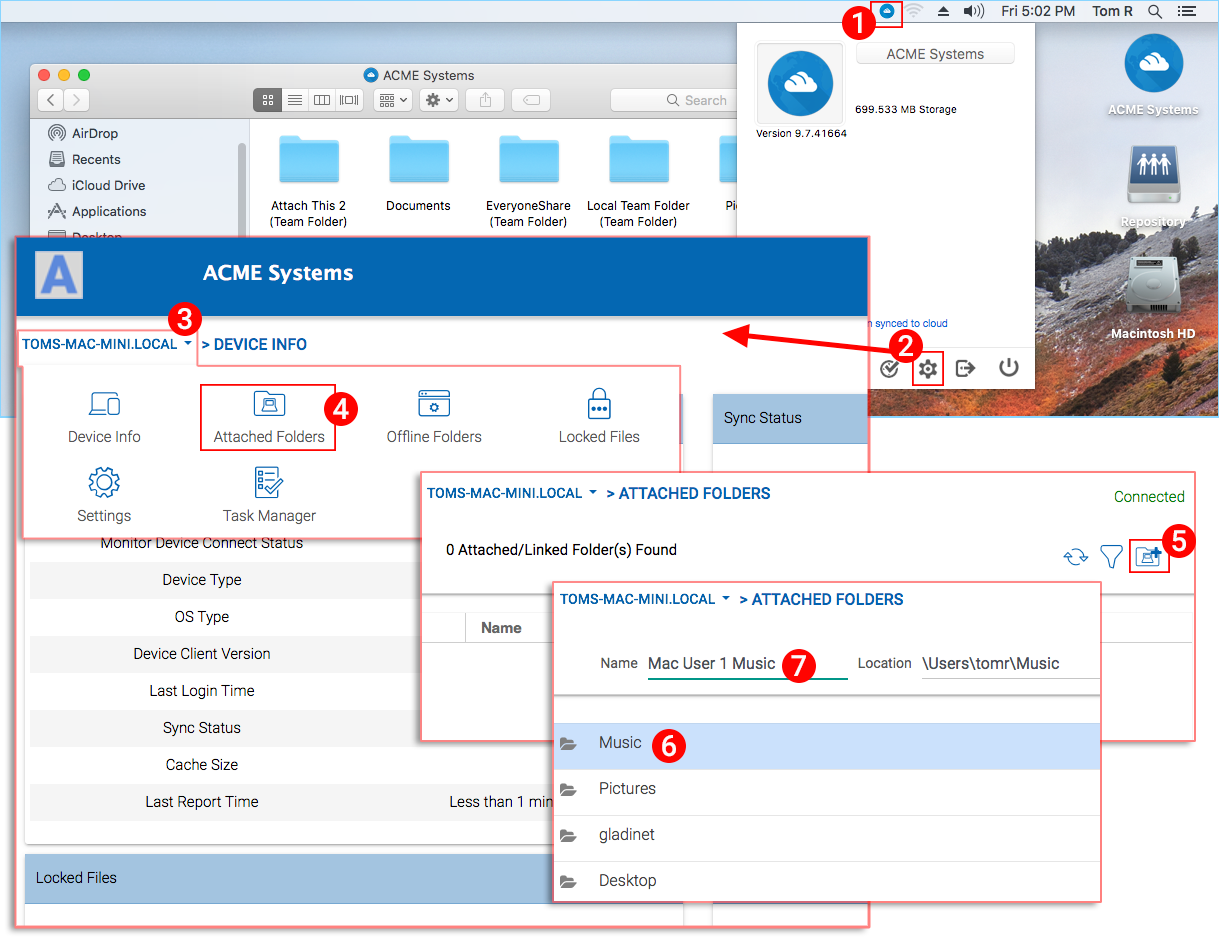 1
Fri 5:02 PM Tom R
ACME Systems
Search
AirDrop
Recents
iCloud Drive
Applications
Desktop
Attach This 2
(Team Folder)
Documents
EveryoneShare
(Team Folder)
Local Team Folder
(Team Folder)
ACME Systems
699.533 MB Storage
Version 9.7.41664
synced to cloud
2
ACME Systems
Repository
Macintosh HD
A
ACME Systems
3
TOMS-MAC-MINI.LOCAL > DEVICE INFO
Device Info
Attached Folders
4
Offline Folders
Locked Files
Settings
Task Manager
Sync Status
Monitor Device Connect Status
Device Type
OS Type
Device Client Version
Last Login Time
Sync Status
Cache Size
Last Report Time Less than 1 min
Locked Files
TOMS-MAC-MINI.LOCAL > ATTACHED FOLDERS
Connected
0 Attached/Linked Folder(s) Found
5
Name
TOMS-MAC-MINI.LOCAL > ATTACHED FOLDERS
Name Mac User 1 Music 7 Location \Users\tomr\Music
Music 6
Pictures
gladinet
Desktop